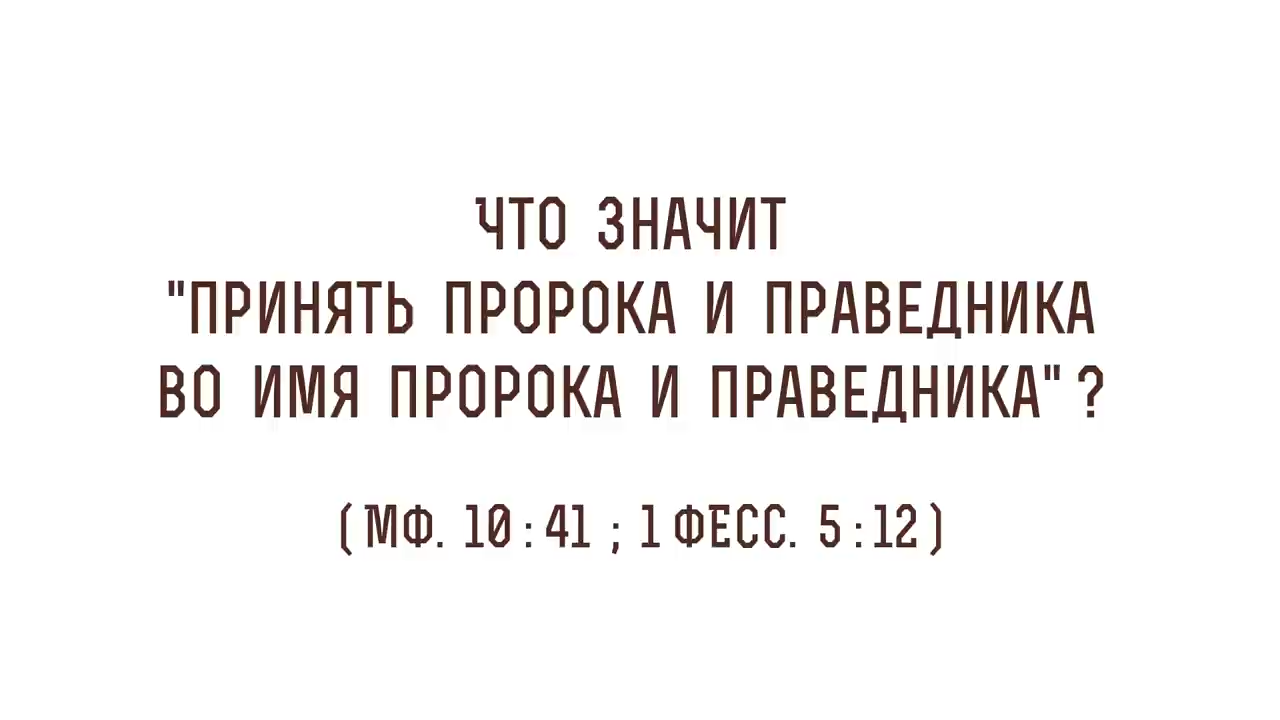 ЧТО ЗНАЧИТ
"ПРИНЯТЬ ПРОРОКА И ПРАВЕДНИКА
ВО ИМЯ ПРОРОКА И ПРАВЕДНИКА"?
(МФ. 10:41; 1 ФЕСС. 5:12)